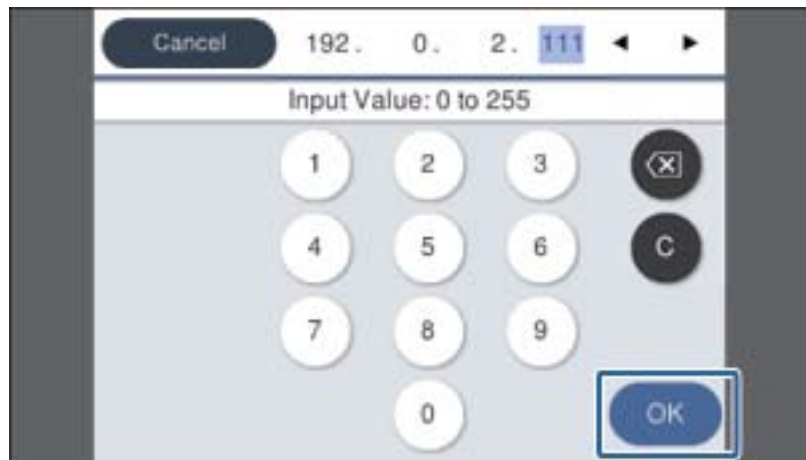 Cancel 192. 0. 2. 111 ◄ ►
Input Value: 0 to 255
1 2 3
4 5 6 C
7 8 9
0 OK